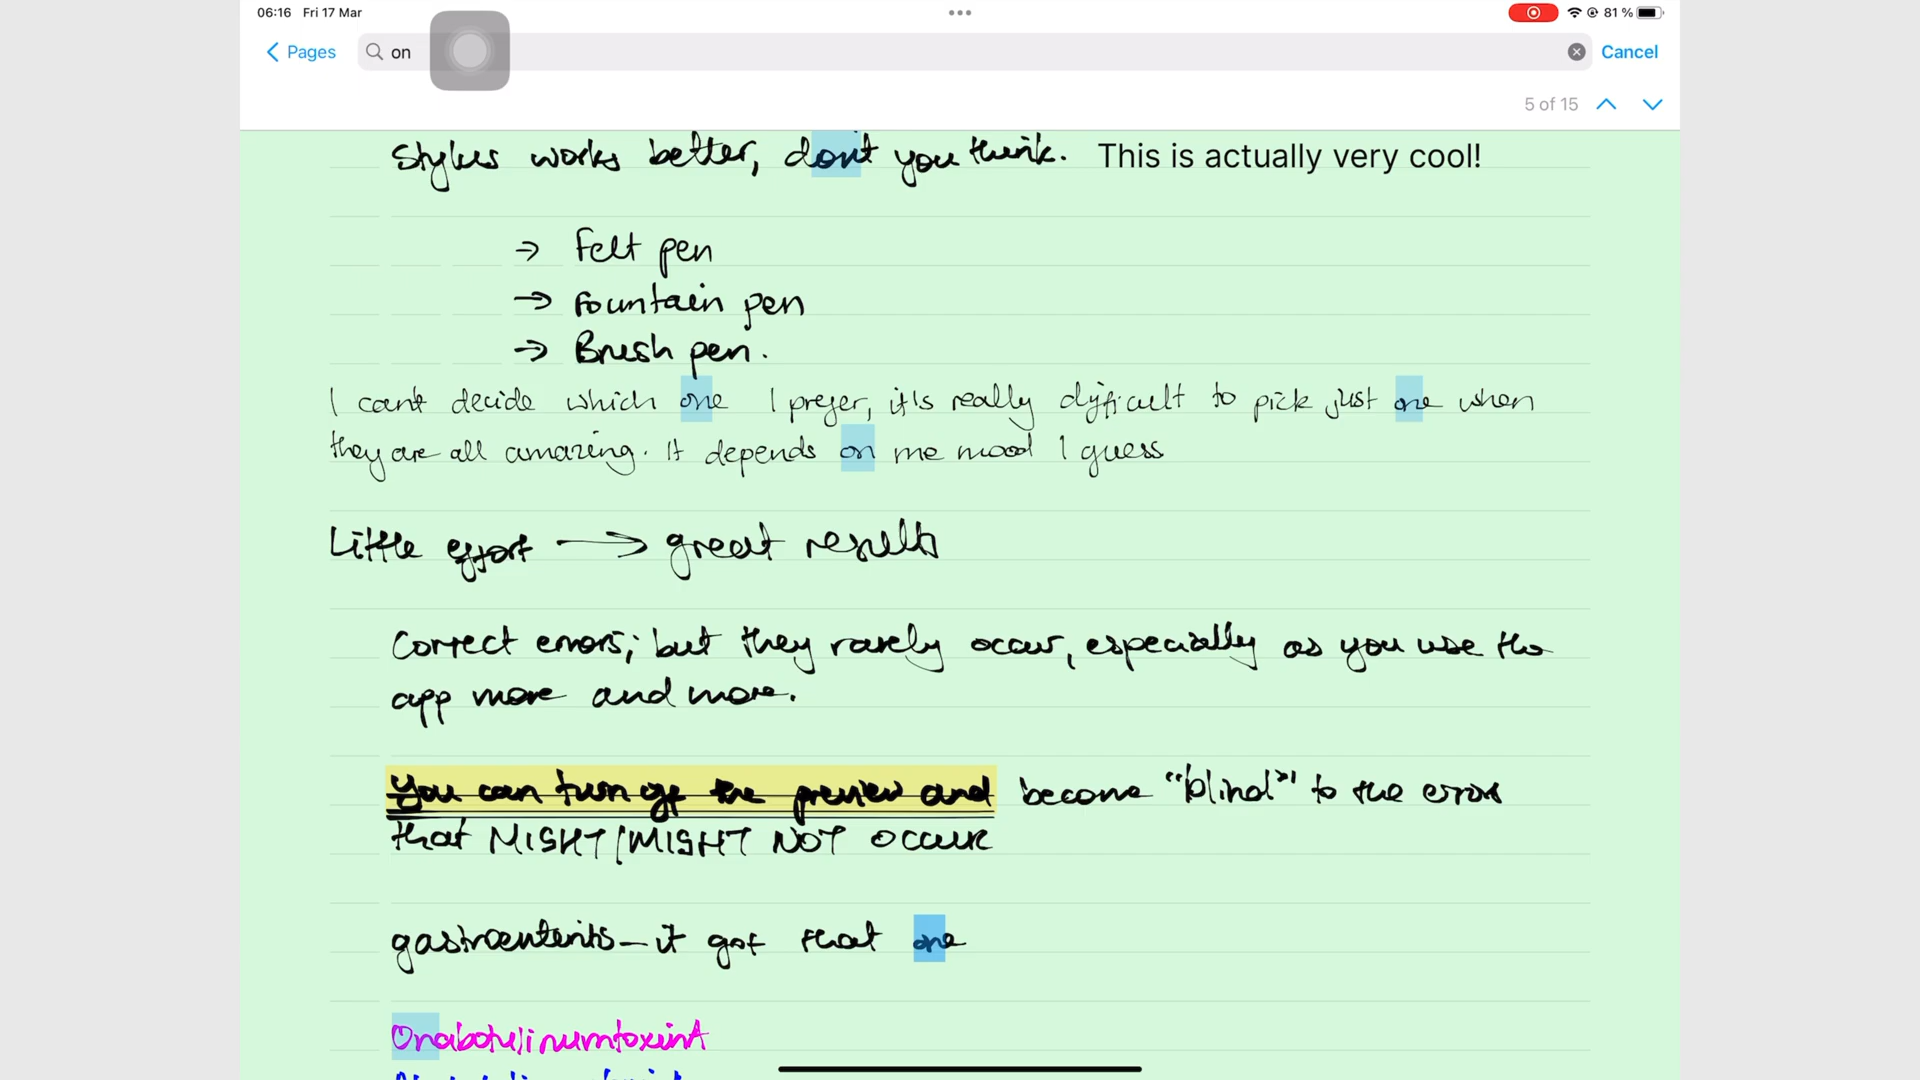 06:16 Fri 17 Mar
81 %
Pages
on
Cancel
5 of 15
Stylus works better, don't you think. This is actually very cool!
→ Felt pen
→ Fountain pen
→ Brush pen.
I can't decide which one I prefer, it's really difficult to pick just one when
they are all amazing. It depends on me mood I guess
Little effort → great results
Correct errors; but they rarely occur, especially as you use the
app more and more.
You can turn off the preview and become "blind" to the errors
that MIGHT/MIGHT NOT OCCUR
gastroenteritis - it got that one
OnabotulinumtoxinA